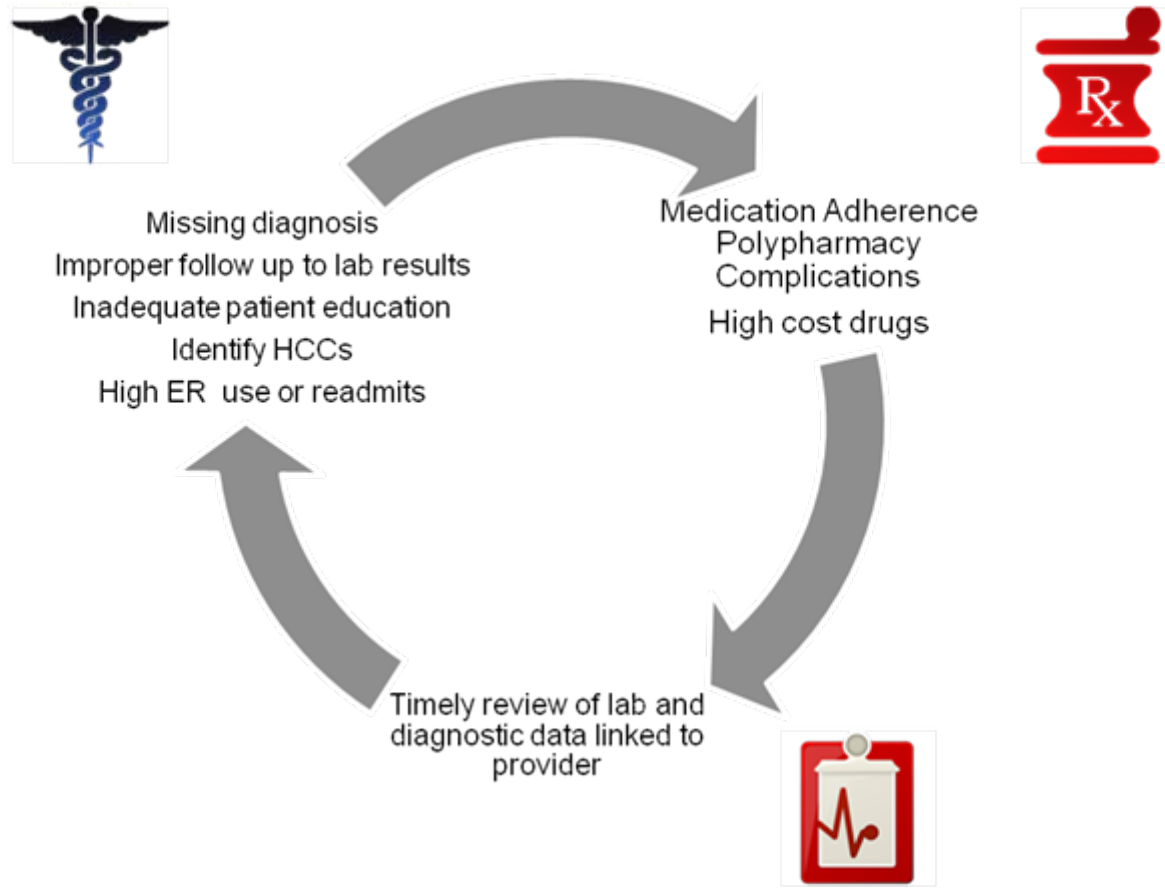 Rx
Missing diagnosis
Improper follow up to lab results
Inadequate patient education
Identify HCCs
High ER use or readmits
Medication Adherence
Polypharmacy
Complications
High cost drugs
Timely review of lab and
diagnostic data linked to
provider